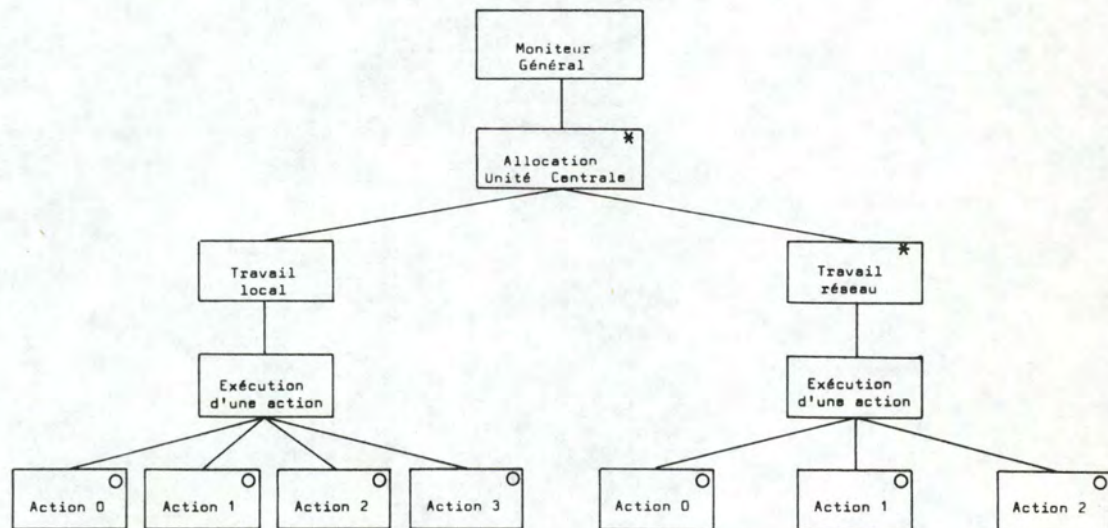 Moniteur
Général
*
Allocation
Unité Centrale
Travail
local
*
Travail
réseau
Exécution
d'une action
Exécution
d'une action
Action 0
Action 1
Action 2
Action 3
Action 0
Action 1
Action 2